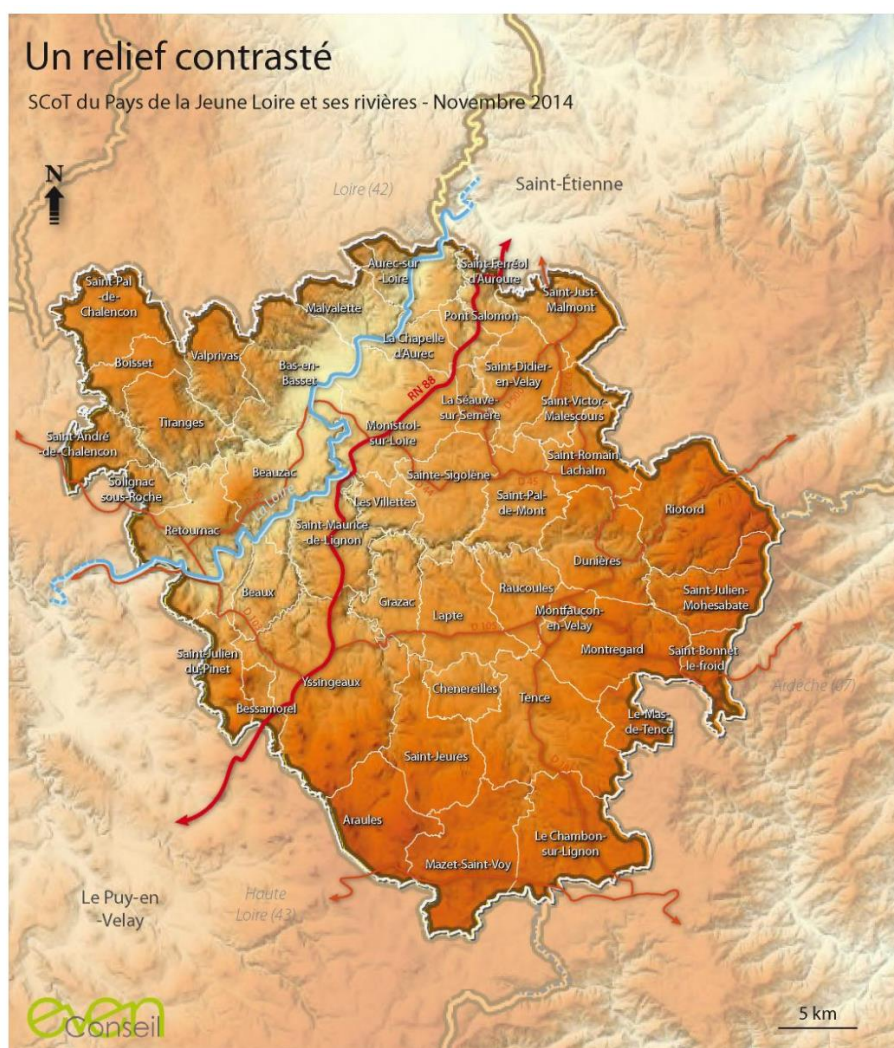 Un relief contrasté
SCoT du Pays de la Jeune Loire et ses rivières - Novembre 2014
N
Loire (42)
Saint-Étienne
Aurec-sur
-Loire
Saint-Ferréol
d'Auroure
Saint-Pal
-de-
Chalencon
Saint-Just-
Malmont
Malvalette
Pont Salomon
La Chapelle
d'Aurec
Boisset
Valprivas
Bas-en-
Basset
Saint-Didier-
en-Velay
RN 88
La Séauve-
sur-Semère
Saint-Victor-
Malescours
Tiranges
Monistrol-
sur-Loire
Saint-André
-de-Chalencon
Saint-Romain
Lachalm
Beauzac
Sainte-Sigolène
Solignac
sous-Roche
La Loire
Les Villettes
Saint-Pal-
de-Mont
Riotord
Retournac
Saint-Maurice-
de-Lignon
Dunières
Beaux
Grazac
Lapte
Raucoules
Saint-Julien-
Mohesabate
Montfaucon-
en-Velay
D 103
D 105
Saint-Julien
du-Pinet
Montregard
Saint-Bonnet
-le-froid
Yssingeaux
Chenereilles
Tence
Ardèche (07)
Bessamorel
Le-Mas-
de-Tence
Saint-Jeures
Araules
Le Chambon-
sur-Lignon
Mazet-Saint-Voy
Le Puy-en
-Velay
Haute
Loire (43)
even
Conseil
5 km